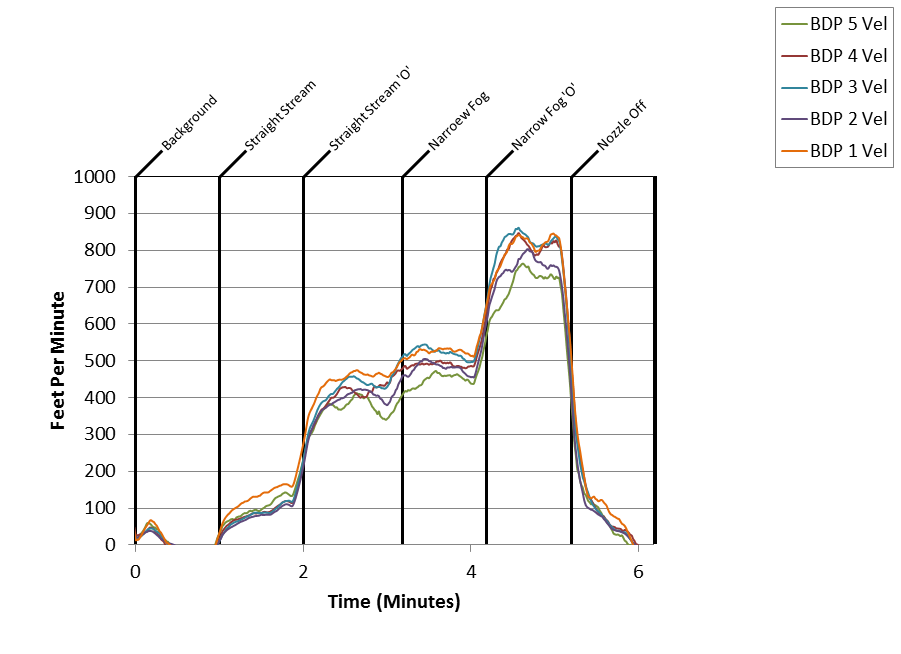 BDP 5 Vel
BDP 4 Vel
BDP 3 Vel
BDP 2 Vel
BDP 1 Vel
Background
Straight Stream
Straight Stream 'O'
Narroew Fog
Narrow Fog 'O'
Nozzle Off
1000
900
800
700
600
500
400
300
200
100
0
Feet Per Minute
0 2 4 6
Time (Minutes)